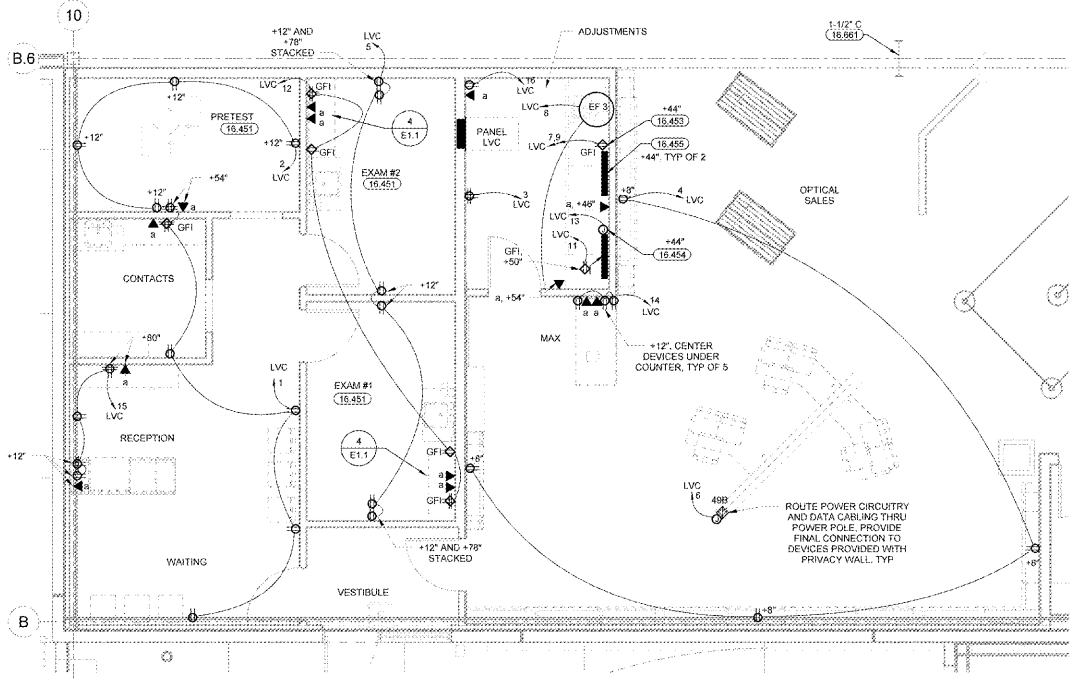 10
B.6
+12" AND
+78"
STACKED
LVC
5
ADJUSTMENTS
1-1/2" C
16.661
+12"
LVC
12
LVC
16
a
LVC
8
EF 3
+44"
16.453
PRETEST
16.451
GFI
a
a
4
E1.1
PANEL
LVC
7,9
LVC
GFI
16.455
+44", TYP OF 2
+12"
+12"
2
LVC
GFI
EXAM #2
16.451
+54"
+12"
a
a
GFI
3
LVC
a, +46"
+8"
4
LVC
OPTICAL
SALES
LVC
13
LVC
11
+44"
16.454
GFI,
+50"
CONTACTS
+12"
a, +54"
14
LVC
a a
MAX
+12", CENTER
DEVICES UNDER
COUNTER, TYP OF 5
+80"
a
LVC
1
EXAM #1
16.451
15
LVC
RECEPTION
4
E1.1
GFI
a
a
GFI
+8"
+12"
a
LVC
6
49B
ROUTE POWER CIRCUITRY
AND DATA CABLING THRU
POWER POLE, PROVIDE
FINAL CONNECTION TO
DEVICES PROVIDED WITH
PRIVACY WALL, TYP
+12" AND +78"
STACKED
+8"
WAITING
VESTIBULE
+8"
B